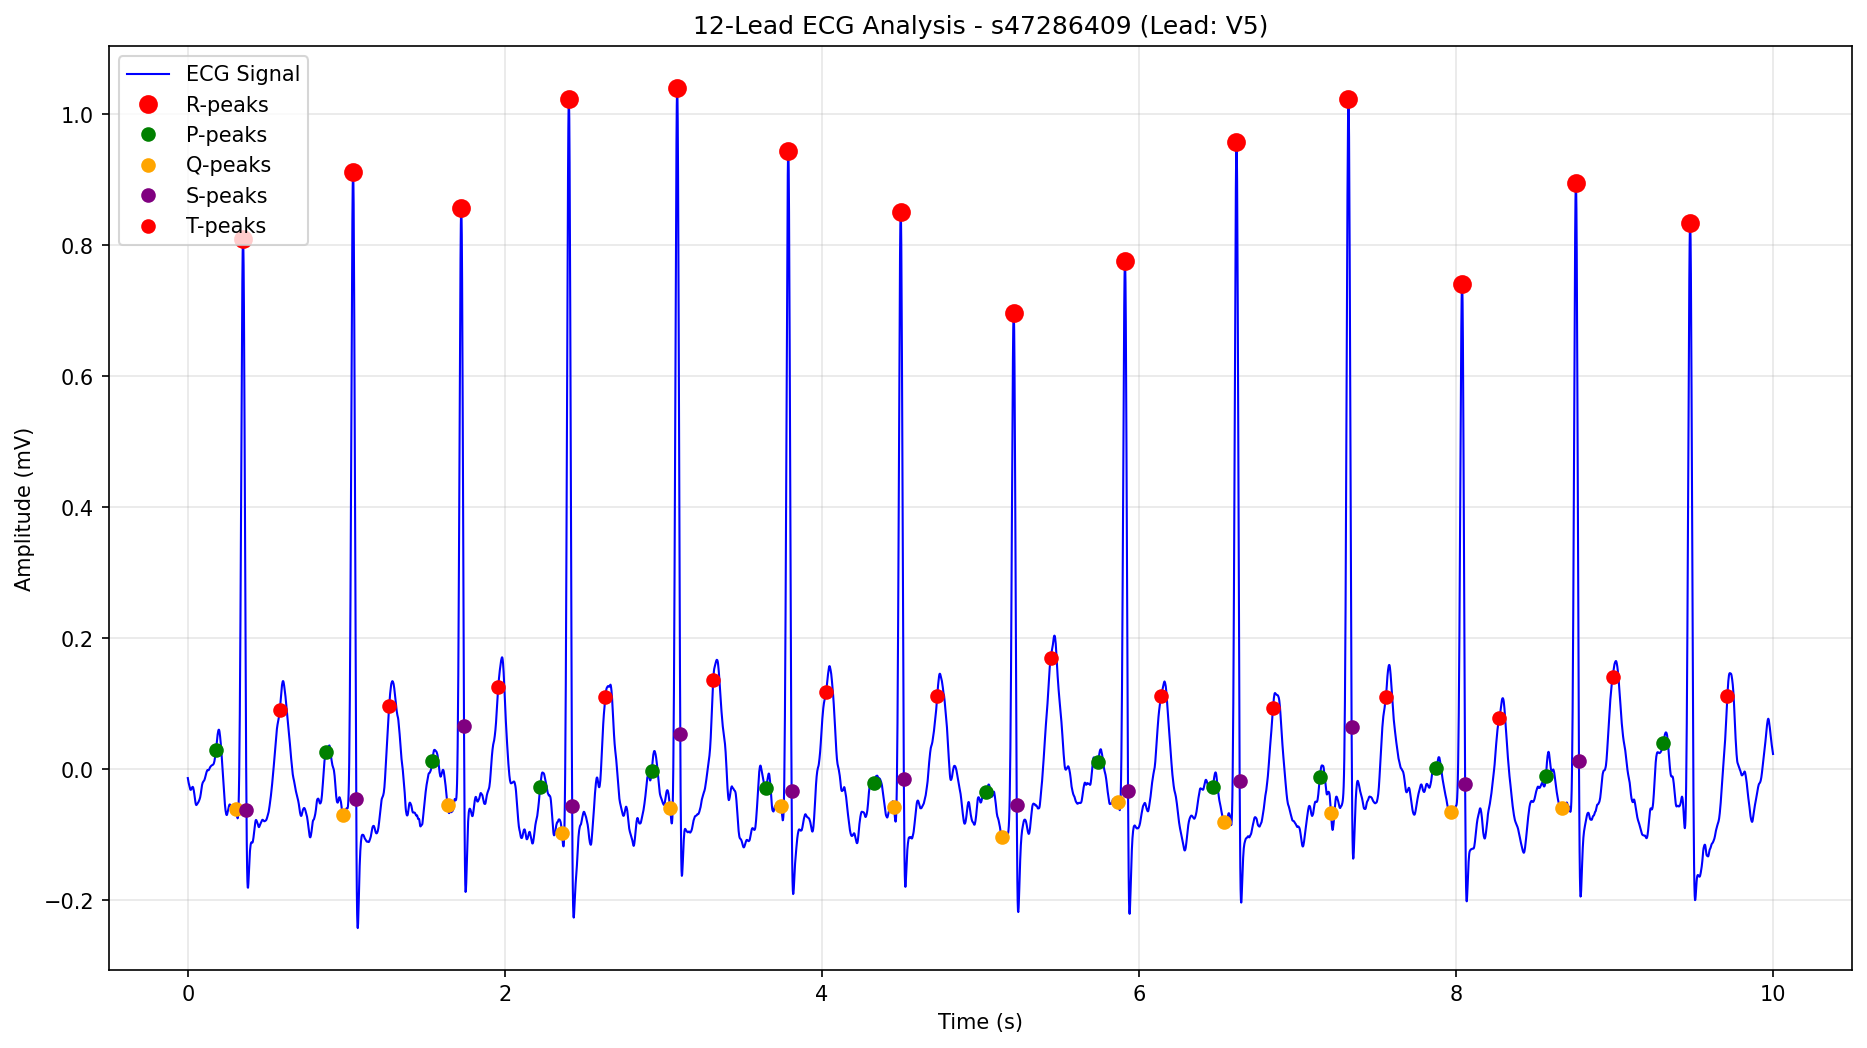 12-Lead ECG Analysis - s47286409 (Lead: V5)
ECG Signal
R-peaks
P-peaks
Q-peaks
S-peaks
T-peaks
Amplitude (mV)
1.0
0.8
0.6
0.4
0.2
0.0
−0.2
0 2 4 6 8 10
Time (s)